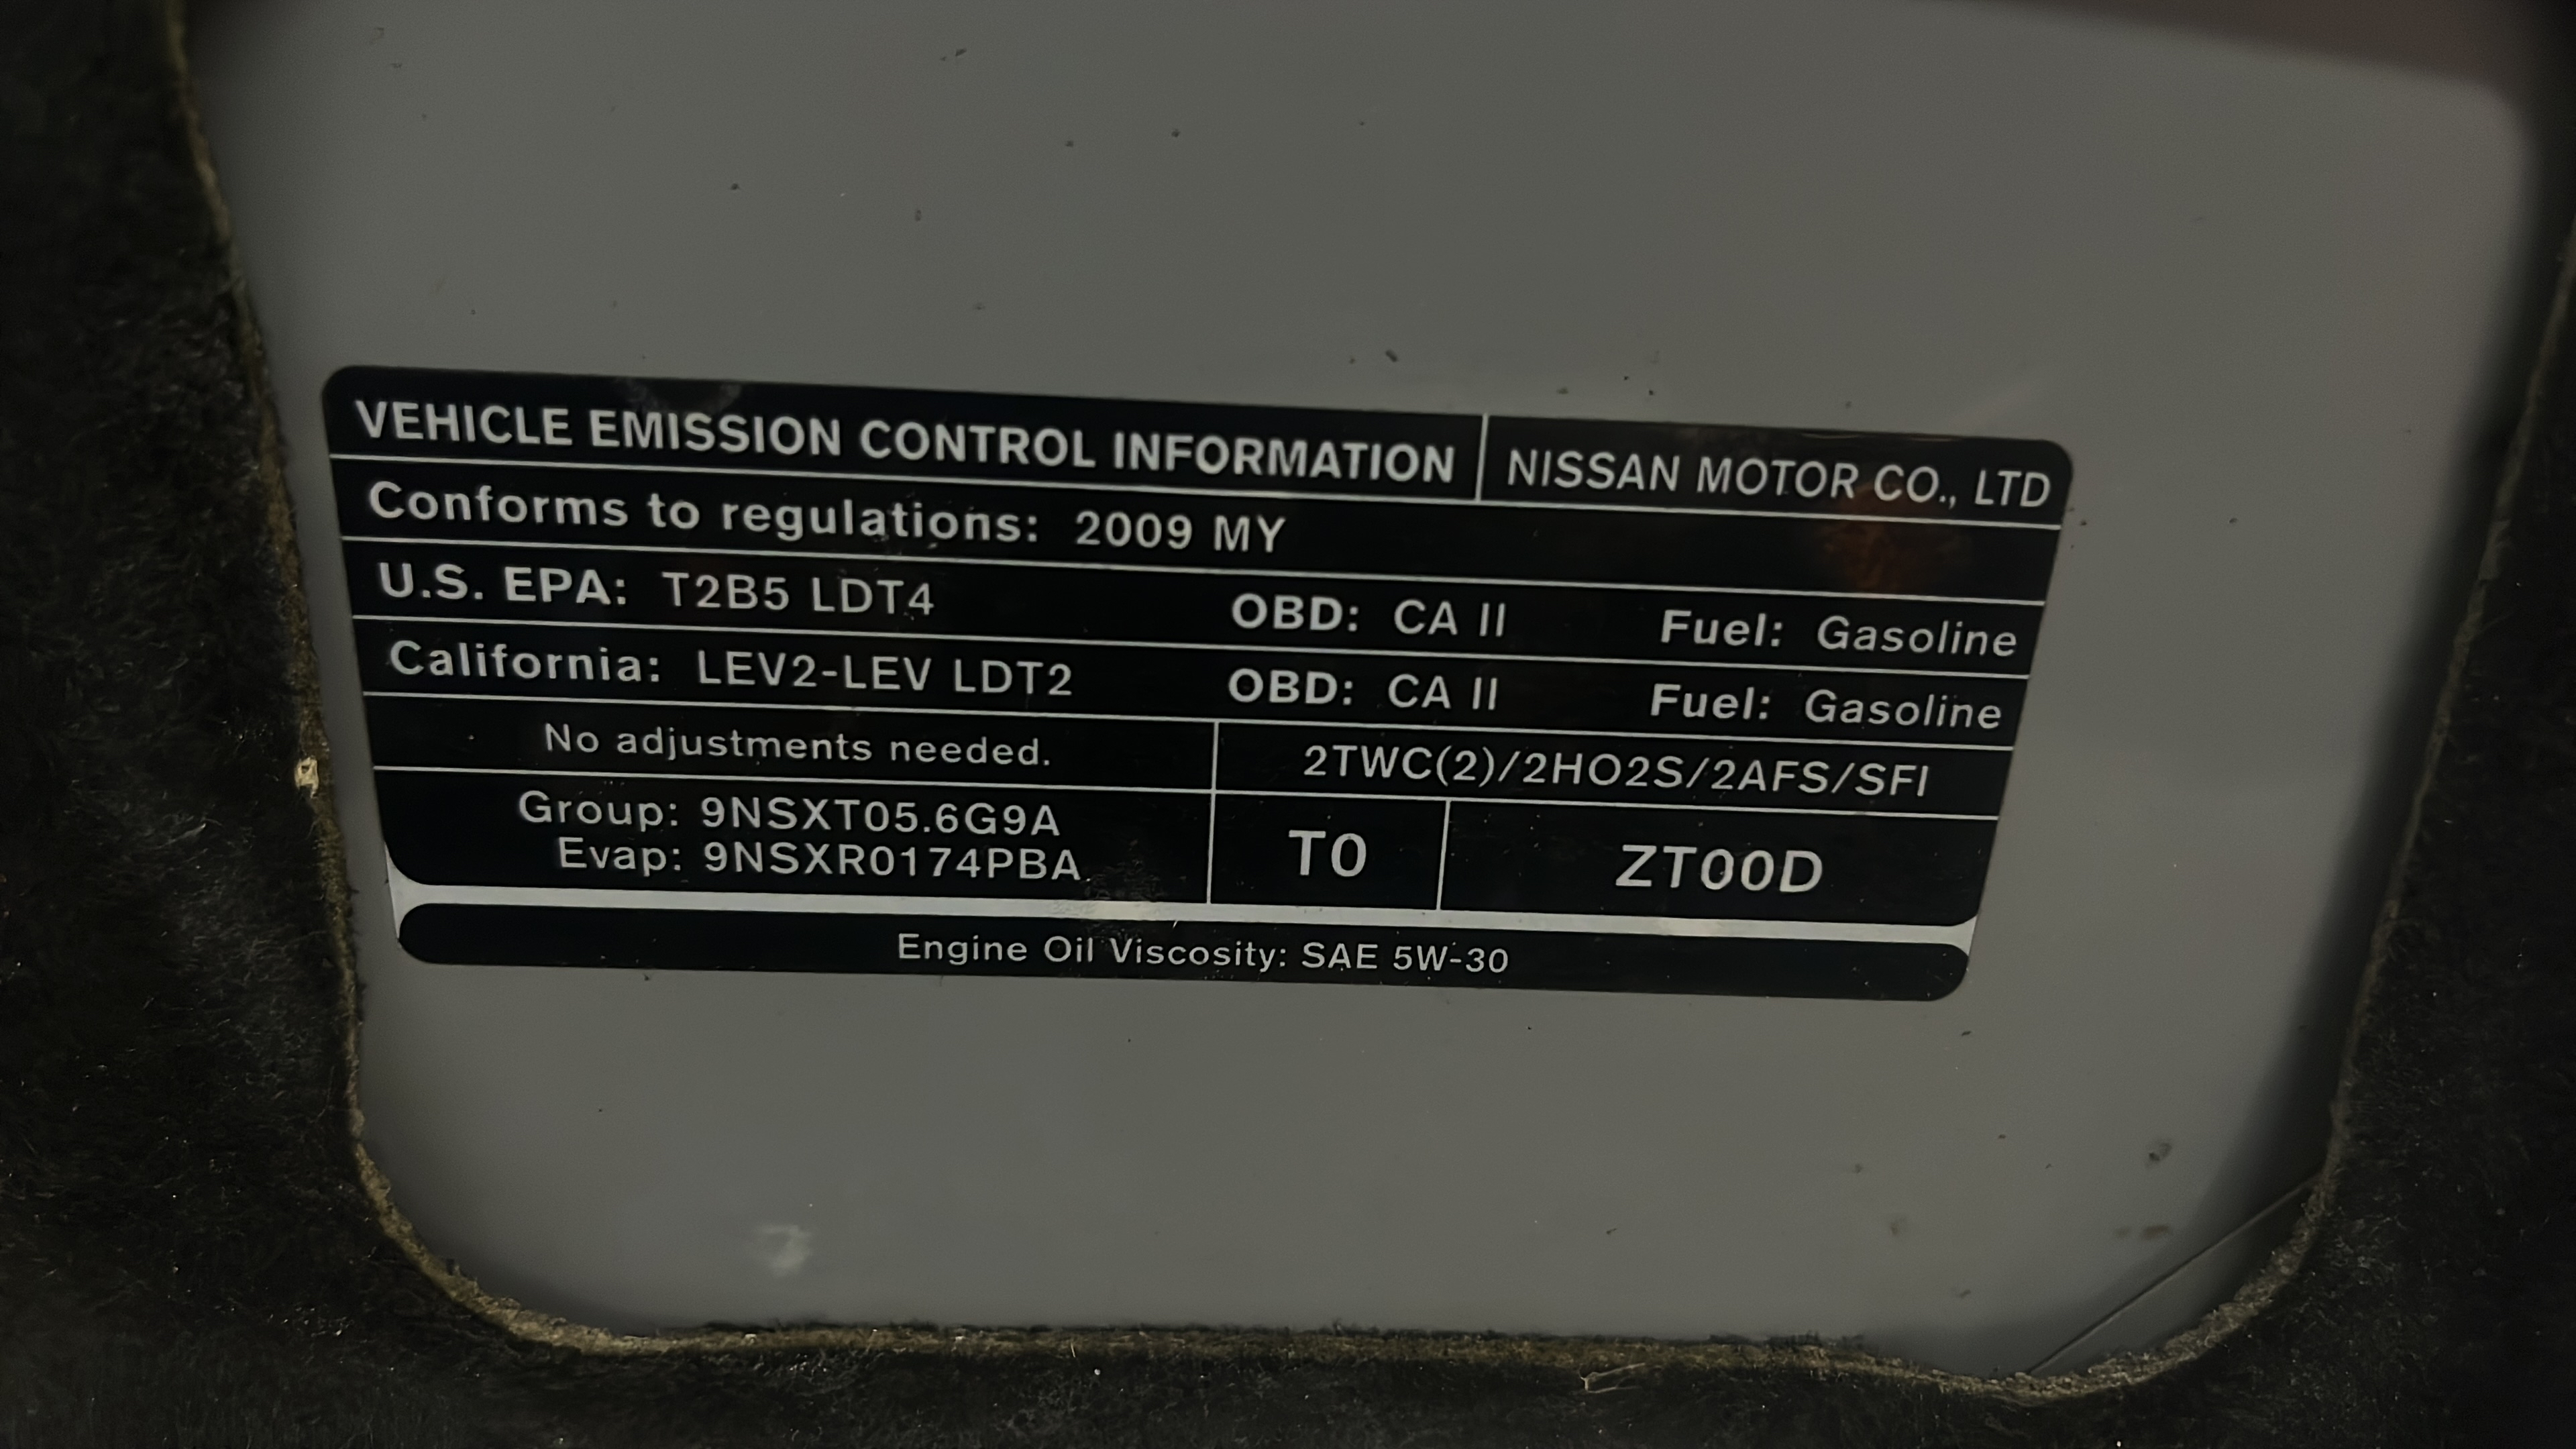 VEHICLE EMISSION CONTROL INFORMATION NISSAN MOTOR CO., LTD
Conforms to regulations: 2009 MY
U.S. EPA: T2B5 LDT4 OBD: CA II Fuel: Gasoline
California: LEV2-LEV LDT2 OBD: CA II Fuel: Gasoline
No adjustments needed. 2TWC(2)/2HO2S/2AFS/SFI
Group: 9NSXT05.6G9A
Evap: 9NSXR0174PBA
T0 ZT00D
Engine Oil Viscosity: SAE 5W-30